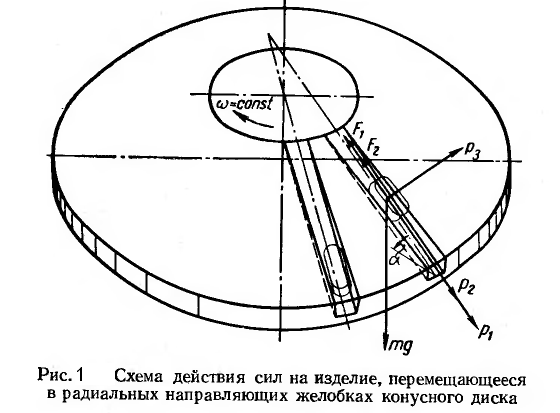 ω=const
F₁
F₂
P₃
α
P₂
P₁
mg
Рис. 1 Схема действия сил на изделие, перемещающееся
в радиальных направляющих желобках конусного диска